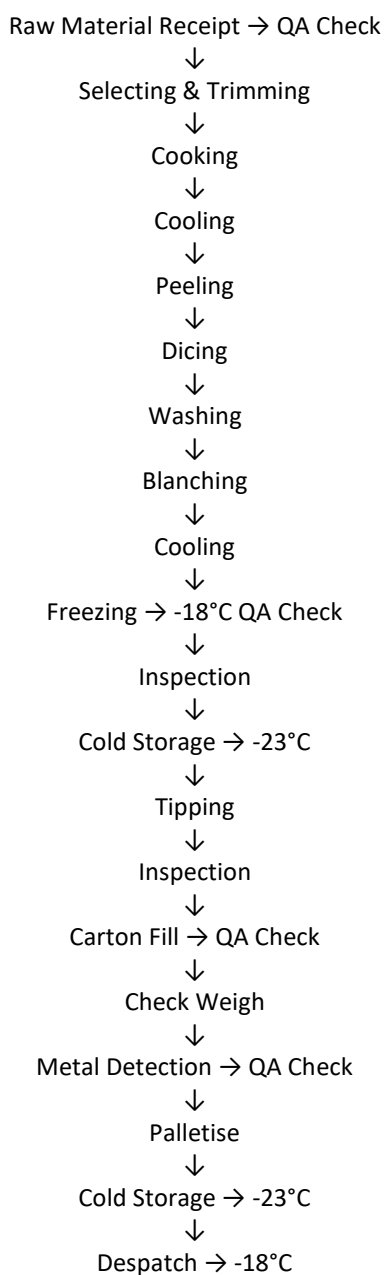 Raw Material Receipt → QA Check
↓
Selecting & Trimming
↓
Cooking
↓
Cooling
↓
Peeling
↓
Dicing
↓
Washing
↓
Blanching
↓
Cooling
↓
Freezing → -18°C QA Check
↓
Inspection
↓
Cold Storage → -23°C
↓
Tipping
↓
Inspection
↓
Carton Fill → QA Check
↓
Check Weigh
↓
Metal Detection → QA Check
↓
Palletise
↓
Cold Storage → -23°C
↓
Despatch → -18°C